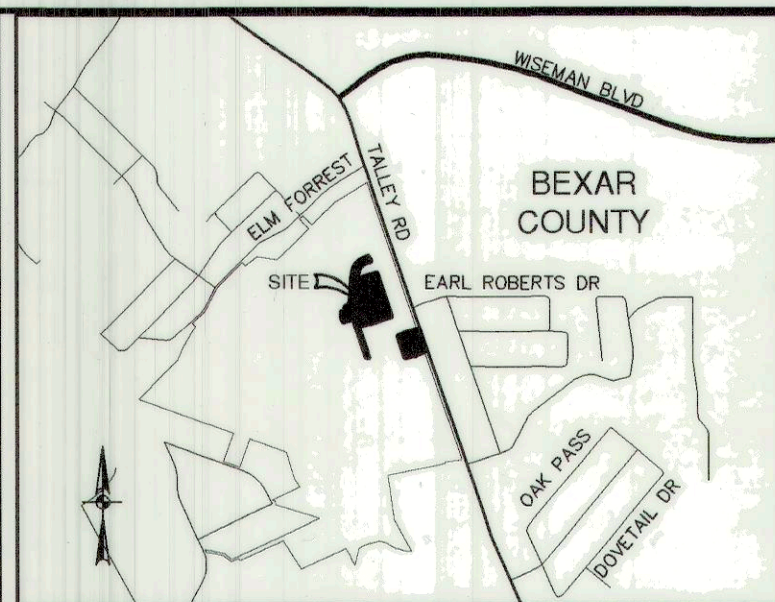 WISEMAN BLVD
TALLEY RD
ELM FORREST
BEXAR
COUNTY
SITE
EARL ROBERTS DR
OAK PASS
DOVETAIL DR